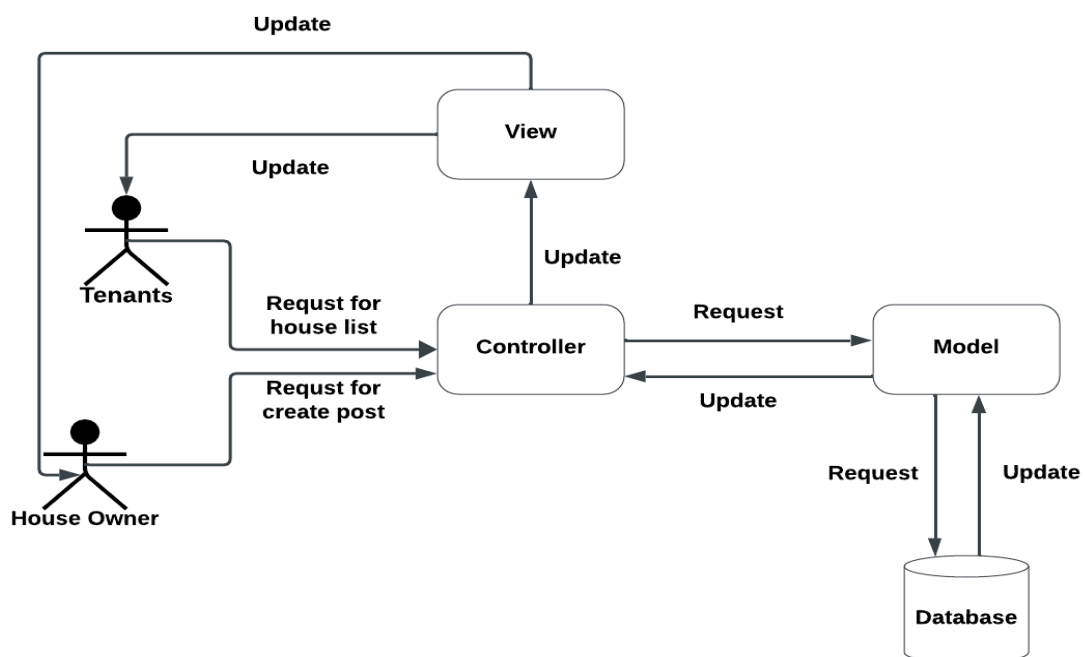 Update
View
Update
Update
Tenants
Requst for
house list
Controller
Request
Model
Update
Requst for
create post
Request
Update
House Owner
Database